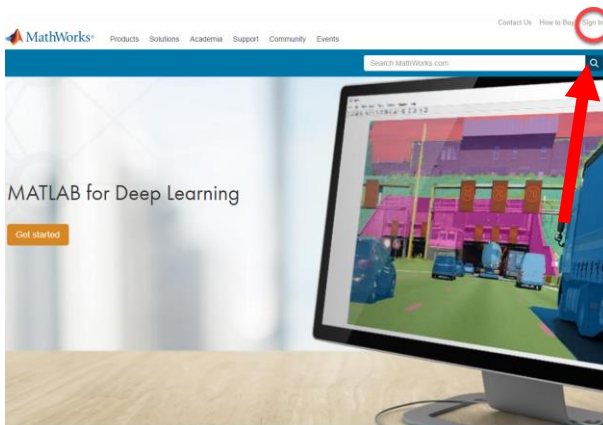 Contact Us How to Buy Sign In
MathWorks® Products Solutions Academia Support Community Events
Search MathWorks.com
MATLAB for Deep Learning
Get started